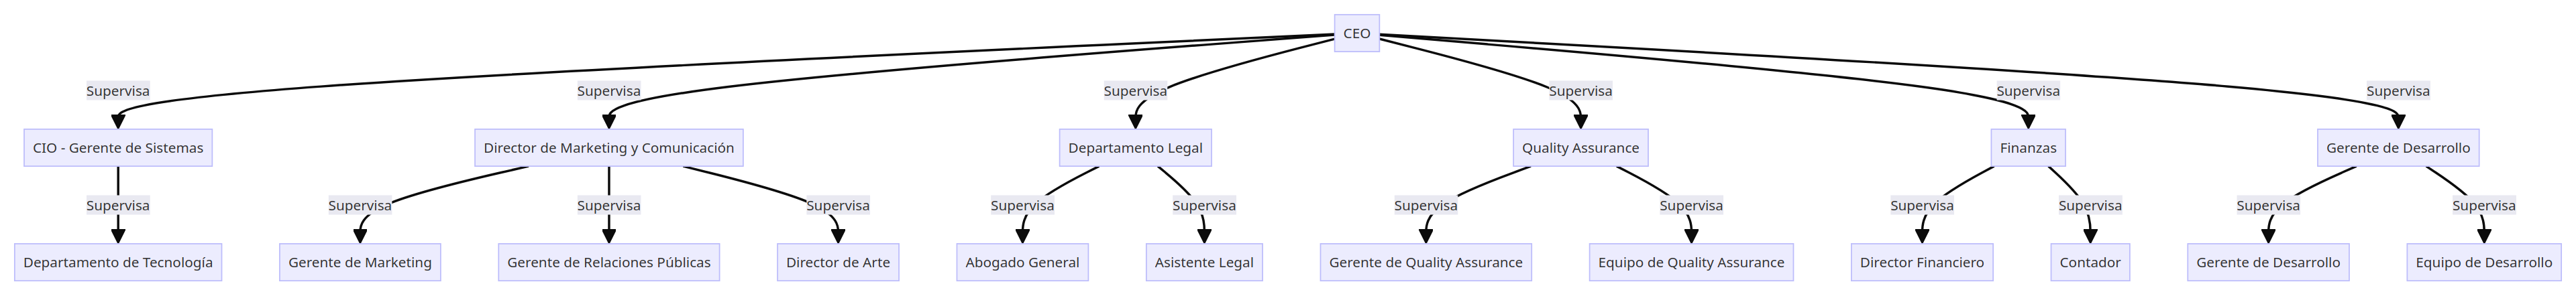 CEO
Supervisa
Supervisa
Supervisa
Supervisa
Supervisa
Supervisa
CIO - Gerente de Sistemas
Director de Marketing y Comunicación
Departamento Legal
Quality Assurance
Finanzas
Gerente de Desarrollo
Supervisa
Supervisa
Supervisa
Supervisa
Supervisa
Supervisa
Supervisa
Supervisa
Supervisa
Supervisa
Supervisa
Supervisa
Departamento de Tecnología
Gerente de Marketing
Gerente de Relaciones Públicas
Director de Arte
Abogado General
Asistente Legal
Gerente de Quality Assurance
Equipo de Quality Assurance
Director Financiero
Contador
Gerente de Desarrollo
Equipo de Desarrollo